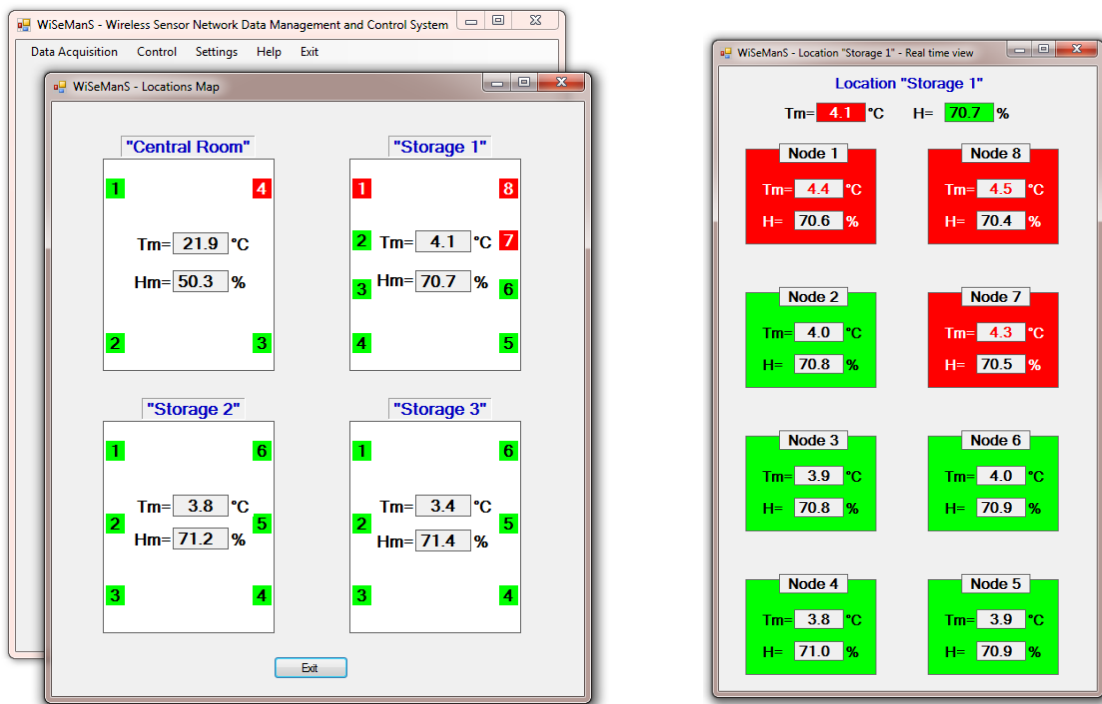 WiSeManS - Wireless Sensor Network Data Management and Control System
Data Acquisition Control Settings Help Exit
WiSeManS - Locations Map
"Central Room"
1 4
Tm= 21.9 °C
Hm= 50.3 %
2 3
"Storage 1"
1 8
2 Tm= 4.1 °C 7
3 Hm= 70.7 % 6
4 5
"Storage 2"
1 6
Tm= 3.8 °C
2 5
Hm= 71.2 %
3 4
"Storage 3"
1 6
Tm= 3.4 °C
2 5
Hm= 71.4 %
3 4
Exit
WiSeManS - Location "Storage 1" - Real time view
Location "Storage 1"
Tm= 4.1 °C H= 70.7 %
Node 1
Tm= 4.4 °C
H= 70.6 %
Node 8
Tm= 4.5 °C
H= 70.4 %
Node 2
Tm= 4.0 °C
H= 70.8 %
Node 7
Tm= 4.3 °C
H= 70.5 %
Node 3
Tm= 3.9 °C
H= 70.8 %
Node 6
Tm= 4.0 °C
H= 70.9 %
Node 4
Tm= 3.8 °C
H= 71.0 %
Node 5
Tm= 3.9 °C
H= 70.9 %